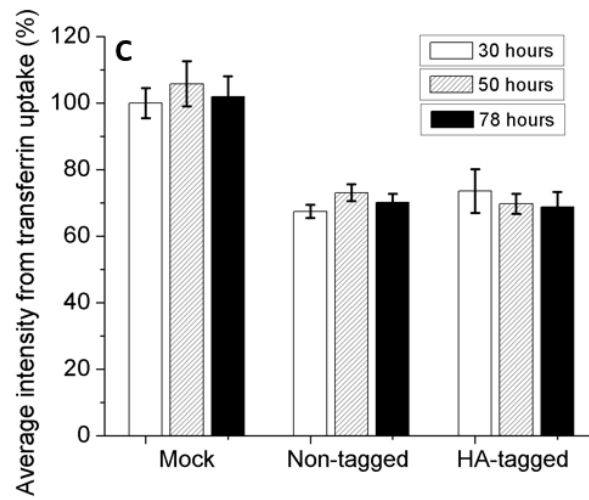 C
30 hours
50 hours
78 hours
Average intensity from transferrin uptake (%)
120
100
80
60
40
20
0
Mock Non-tagged HA-tagged